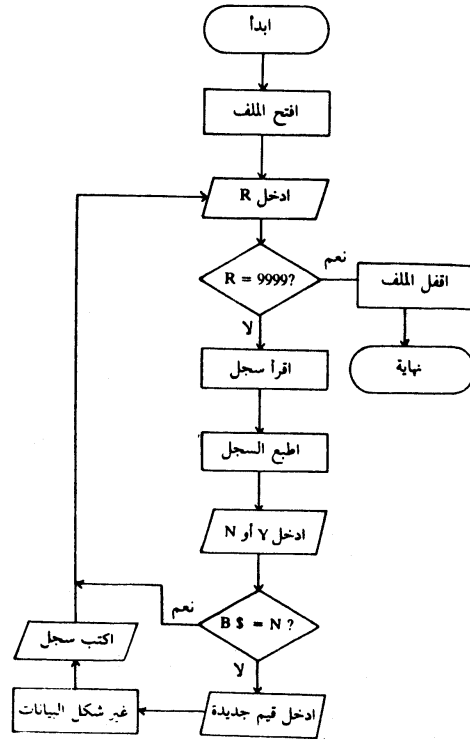 ابدأ
افتح الملف
ادخل R
R = 9999?
نعم
اقفل الملف
نهاية
لا
اقرأ سجل
اطبع السجل
ادخل Y أو N
B $ = N ?
نعم
لا
ادخل قيم جديدة
غير شكل البيانات
اكتب سجل